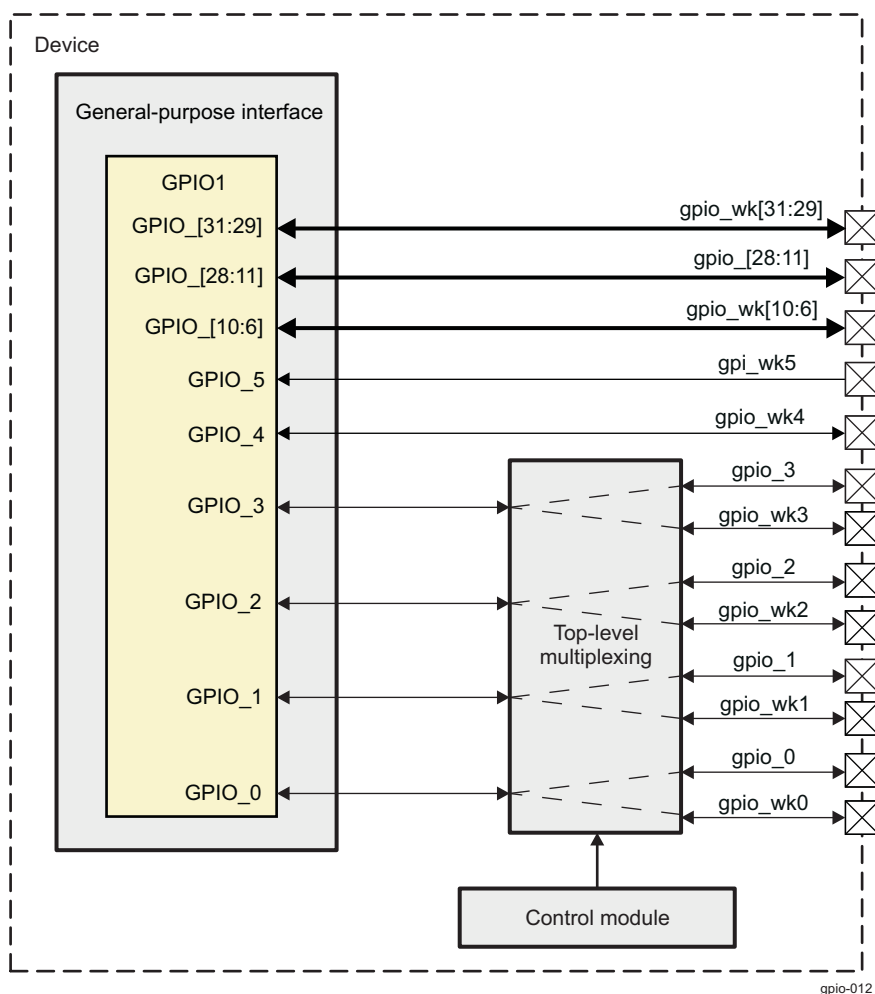 Device
General-purpose interface
GPIO1
GPIO_[31:29]
gpio_wk[31:29]
GPIO_[28:11]
gpio_[28:11]
GPIO_[10:6]
gpio_wk[10:6]
GPIO_5
gpi_wk5
GPIO_4
gpio_wk4
GPIO_3
gpio_3
gpio_wk3
GPIO_2
gpio_2
gpio_wk2
Top-level
multiplexing
GPIO_1
gpio_1
gpio_wk1
GPIO_0
gpio_0
gpio_wk0
Control module
gpio-012